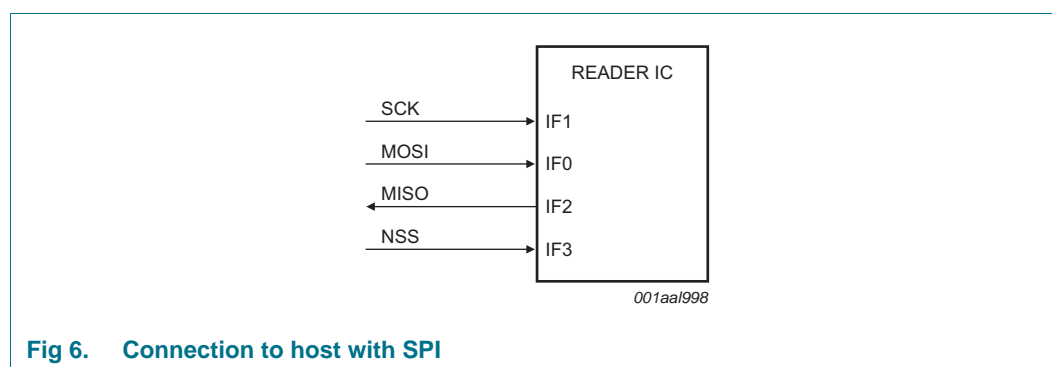 READER IC
SCK
IF1
MOSI
IF0
MISO
IF2
NSS
IF3
001aal998
Fig 6. Connection to host with SPI